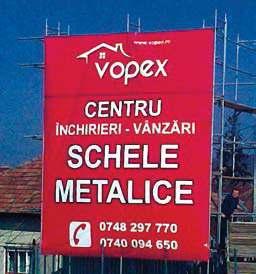 www.vopex.ro
vopex
CENTRU
ÎNCHIRIERI - VÂNZĂRI
SCHELE
METALICE
0748 297 770
0740 094 650